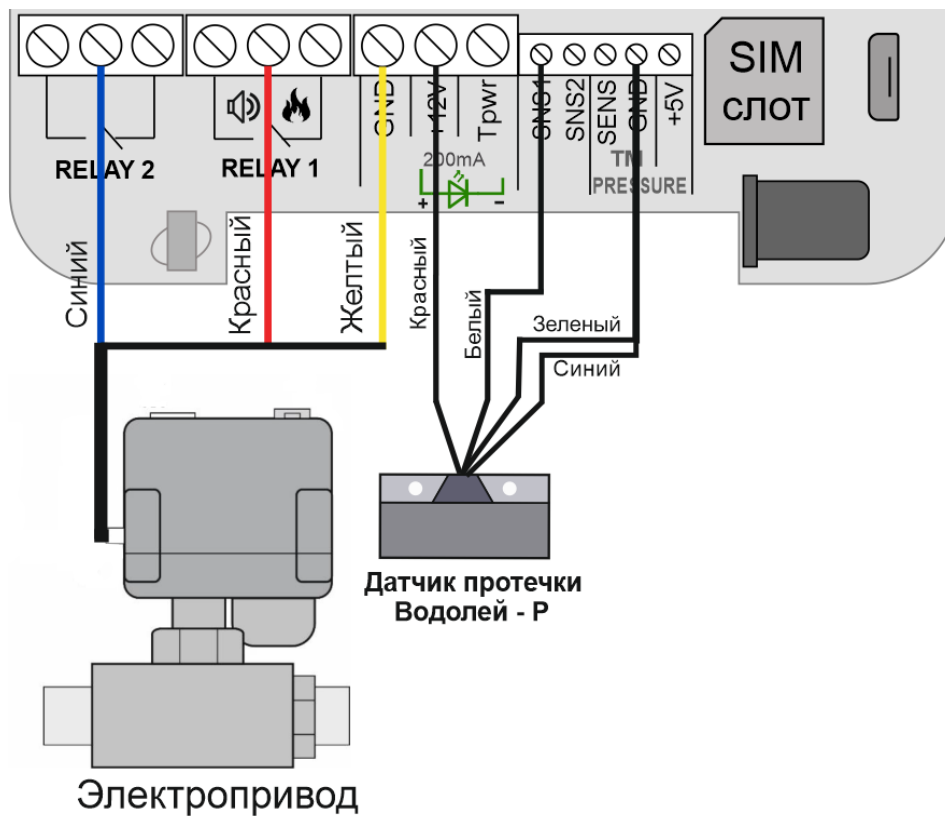 SIM
слот
GND
+12V
Tpwr
SNS1
SNS2
SENS
GND
+5V
RELAY 2
RELAY 1
200mA
+ -
TM
PRESSURE
Синий
Красный
Желтый
Красный
Белый
Зеленый
Синий
Датчик протечки
Водолей - Р
Электропривод